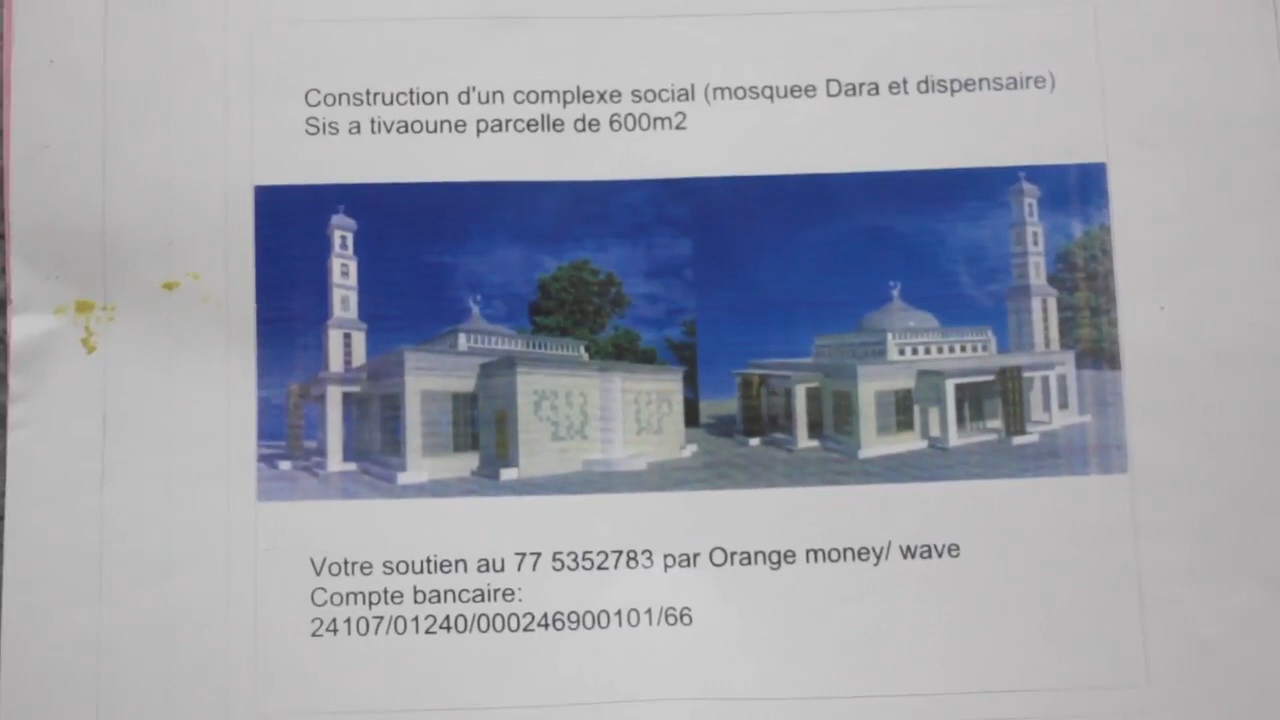 Construction d'un complexe social (mosquee Dara et dispensaire)
Sis a tivaoune parcelle de 600m2
Votre soutien au 77 5352783 par Orange money/ wave
Compte bancaire:
24107/01240/000246900101/66